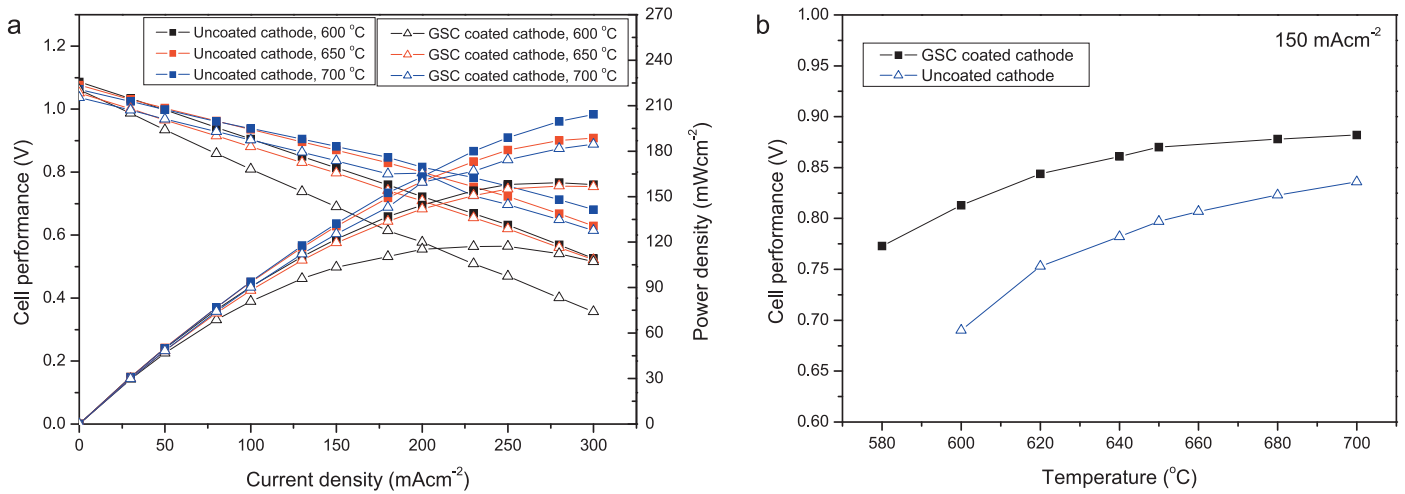 a
Uncoated cathode, 600 °C
Uncoated cathode, 650 °C
Uncoated cathode, 700 °C
GSC coated cathode, 600 °C
GSC coated cathode, 650 °C
GSC coated cathode, 700 °C
Cell performance (V)
1.2
1.0
0.8
0.6
0.4
0.2
0.0
0
50
100
150
200
250
300
Current density (mAcm⁻²)
270
240
210
180
150
120
90
60
30
0
Power density (mWcm⁻²)
b
150 mAcm⁻²
GSC coated cathode
Uncoated cathode
Cell performance (V)
1.00
0.95
0.90
0.85
0.80
0.75
0.70
0.65
0.60
580
600
620
640
660
680
700
Temperature (°C)